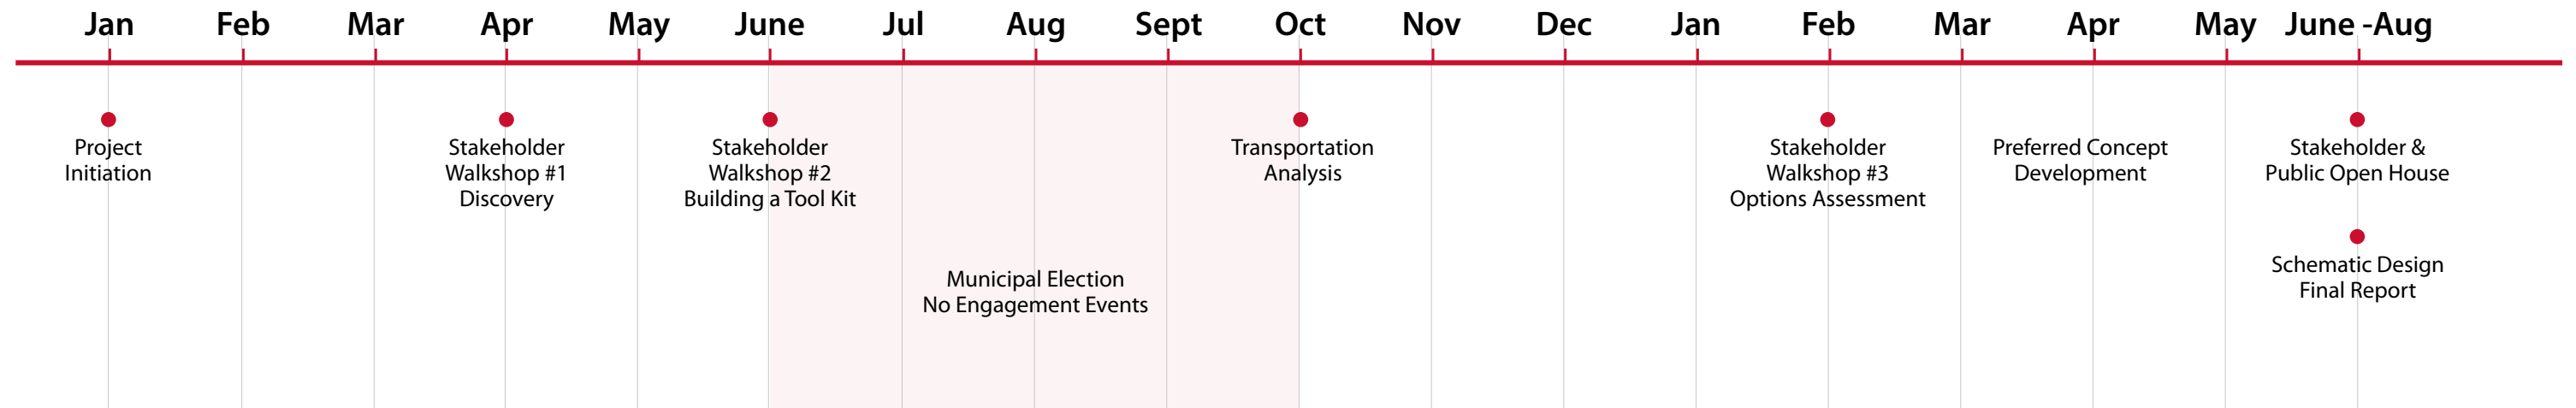 Jan Feb Mar Apr May June Jul Aug Sept Oct Nov Dec Jan Feb Mar Apr May June -Aug
Project
Initiation
Stakeholder
Walkshop #1
Discovery
Stakeholder
Walkshop #2
Building a Tool Kit
Municipal Election
No Engagement Events
Transportation
Analysis
Stakeholder
Walkshop #3
Options Assessment
Preferred Concept
Development
Stakeholder &
Public Open House
Schematic Design
Final Report